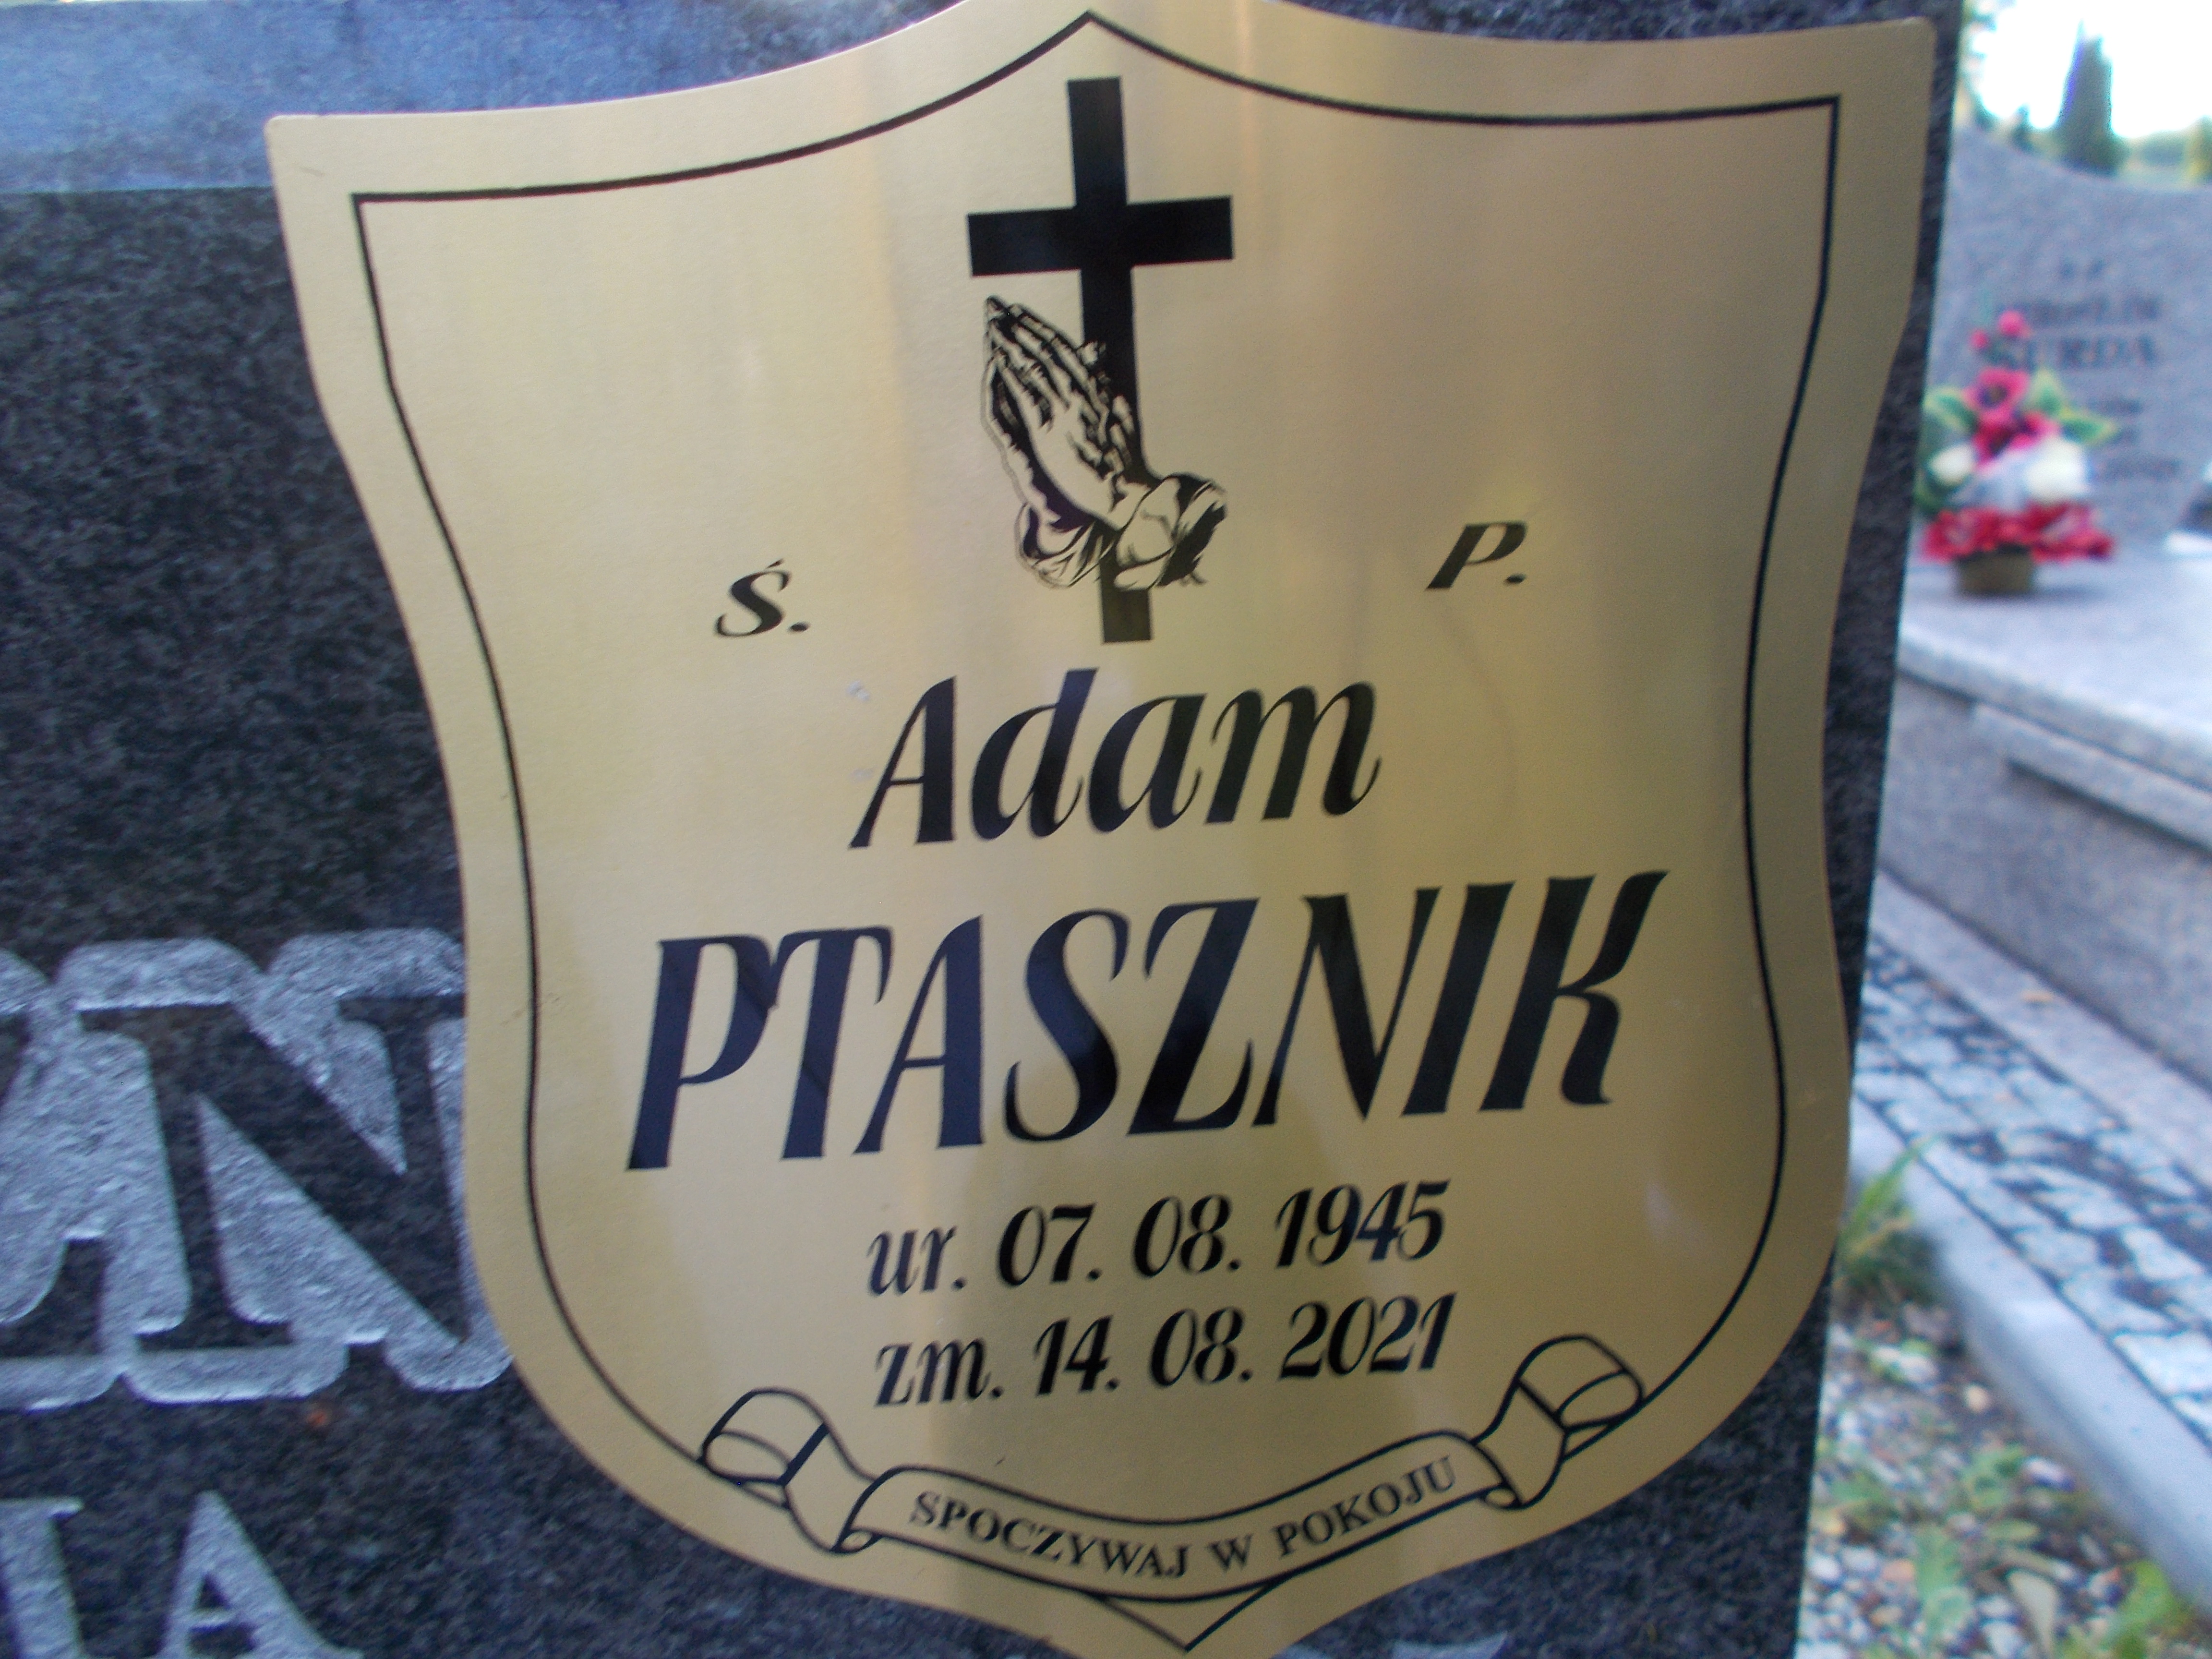 Ś. P.
Adam
PTASZNIK
ur. 07. 08. 1945
zm. 14. 08. 2021
SPOCZYWAJ W POKOJU